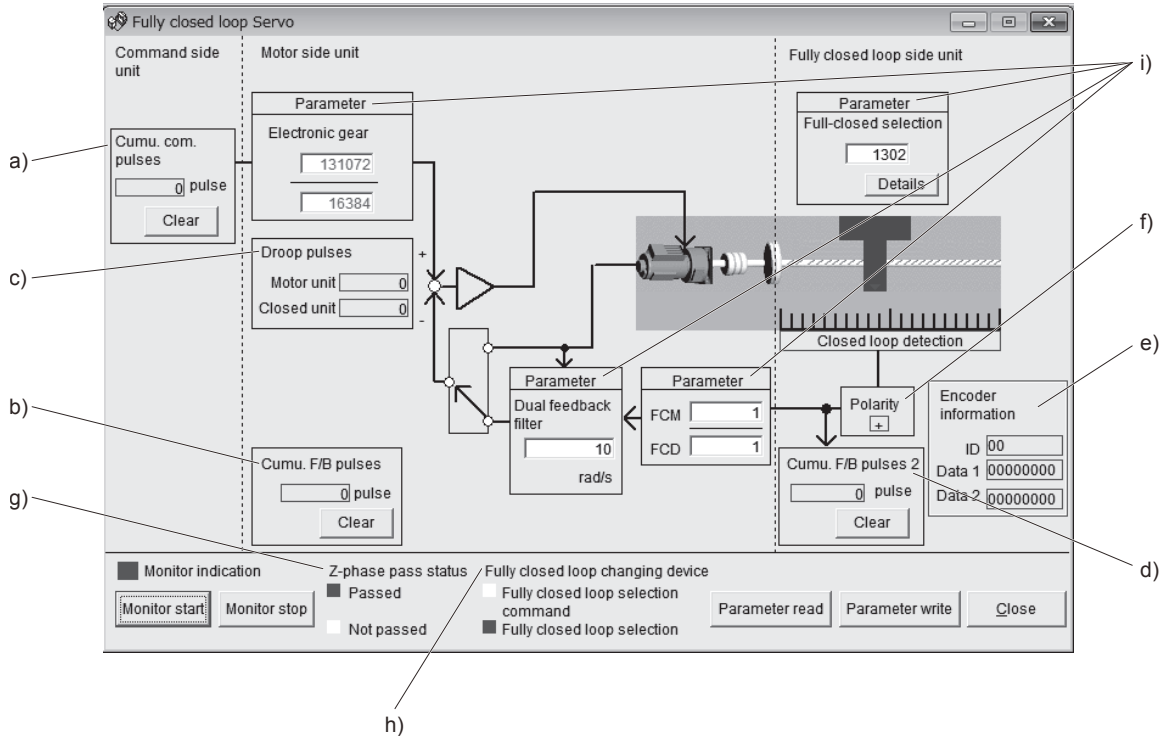 Fully closed loop Servo
Command side
unit
Motor side unit
Fully closed loop side unit
i)
Parameter
Electronic gear
131072
16384
Parameter
Full-closed selection
1302
Details
a)
Cumu. com.
pulses
0 pulse
Clear
f)
c)
Droop pulses
Motor unit 0
Closed unit 0
+
-
Closed loop detection
e)
Parameter
Dual feedback
filter
10
rad/s
Parameter
FCM 1
FCD 1
Polarity
+
Encoder
information
ID 00
Data 1 00000000
Data 2 00000000
b)
Cumu. F/B pulses
0 pulse
Clear
Cumu. F/B pulses 2
0 pulse
Clear
g)
d)
Monitor indication
Monitor start
Monitor stop
Z-phase pass status
Passed
Not passed
Fully closed loop changing device
Fully closed loop selection
command
Fully closed loop selection
Parameter read
Parameter write
Close
h)